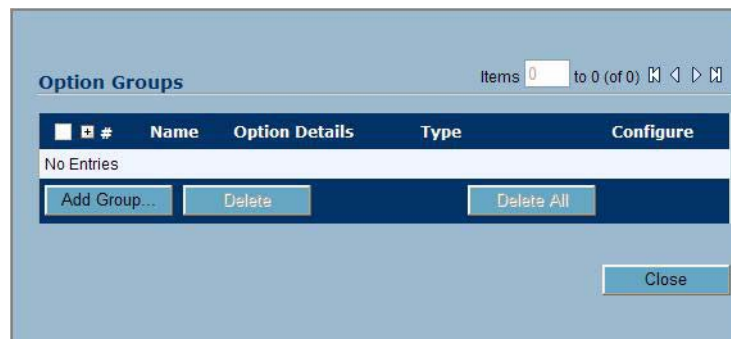 Option Groups Items 0 to 0 (of 0)
# Name Option Details Type Configure
No Entries
Add Group... Delete Delete All
Close